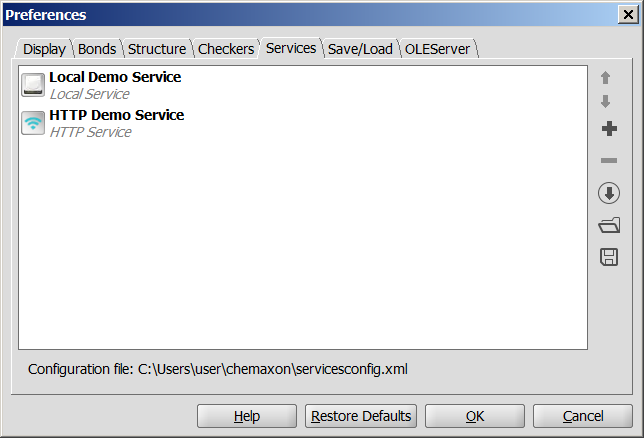 Preferences
Display Bonds Structure Checkers Services Save/Load OLEServer
Local Demo Service
Local Service
HTTP Demo Service
HTTP Service
Configuration file: C:\Users\user\chemaxon\servicesconfig.xml
Help Restore Defaults OK Cancel